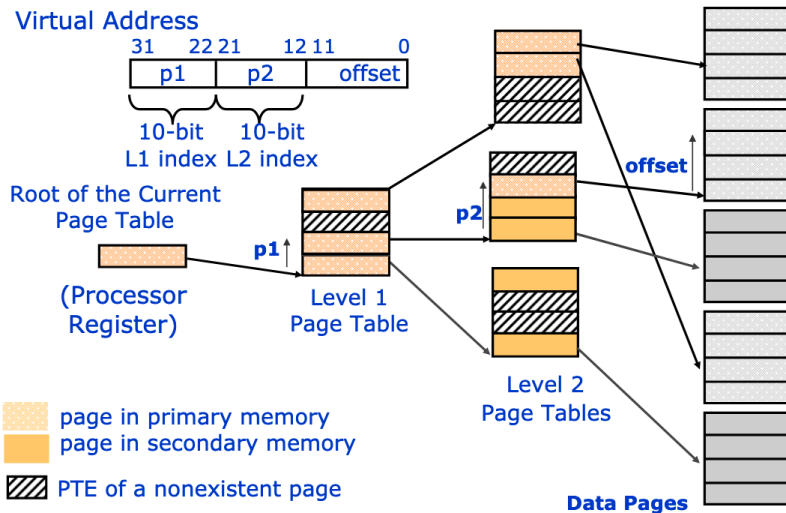 Virtual Address
31 22 21 12 11 0
p1 p2 offset
10-bit 10-bit
L1 index L2 index
Root of the Current
Page Table
p1
(Processor
Register)
Level 1
Page Table
p2
offset
Level 2
Page Tables
page in primary memory
page in secondary memory
PTE of a nonexistent page
Data Pages